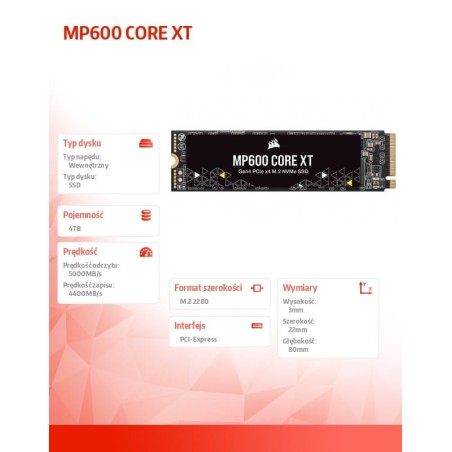 MP600 CORE XT
MP600 CORE XT
Gen4 PCIe x4 M.2 NVMe SSD
Typ dysku
Typ napędu:
Wewnętrzny
Typ dysku:
SSD
Pojemność
4TB
Prędkość
Prędkość odczytu:
5000MB/s
Prędkość zapisu:
4400MB/s
Format szerokości
M.2 2280
Interfejs
PCI-Express
Wymiary
Wysokość:
3mm
Szerokość:
22mm
Głębokość:
80mm